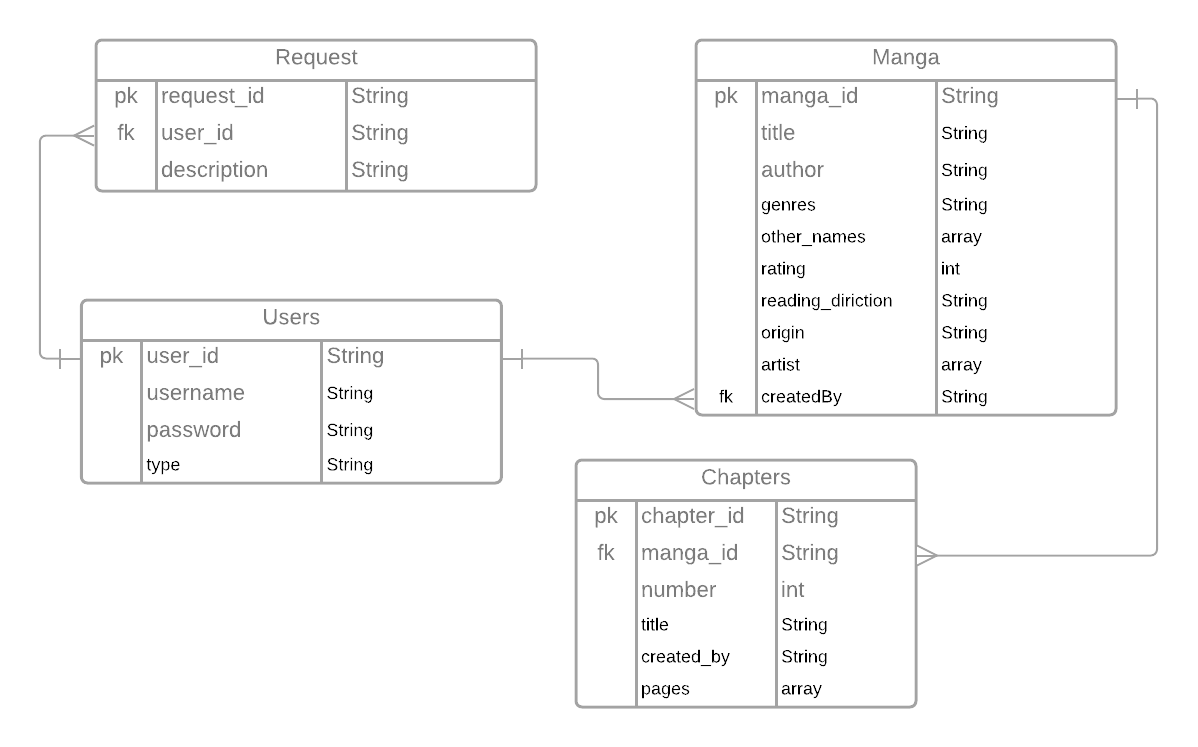 Request
pk request_id String
fk user_id String
description String
Manga
pk manga_id String
title String
author String
genres String
other_names array
rating int
reading_diriction String
origin String
artist array
fk createdBy String
Users
pk user_id String
username String
password String
type String
Chapters
pk chapter_id String
fk manga_id String
number int
title String
created_by String
pages array